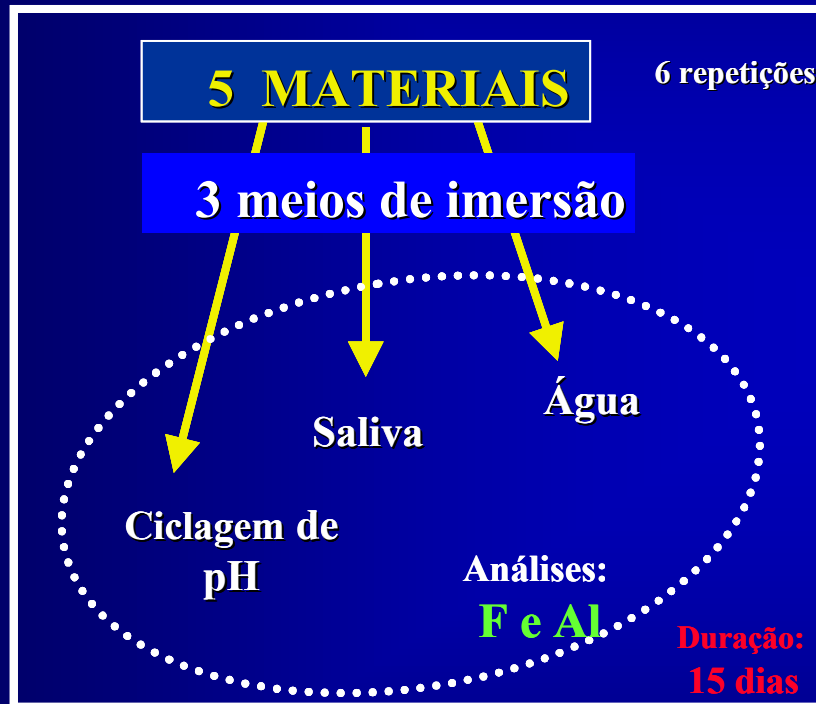 5 MATERIAIS
6 repetições
3 meios de imersão
Água
Saliva
Ciclagem de
pH
Análises:
F e Al
Duração:
15 dias